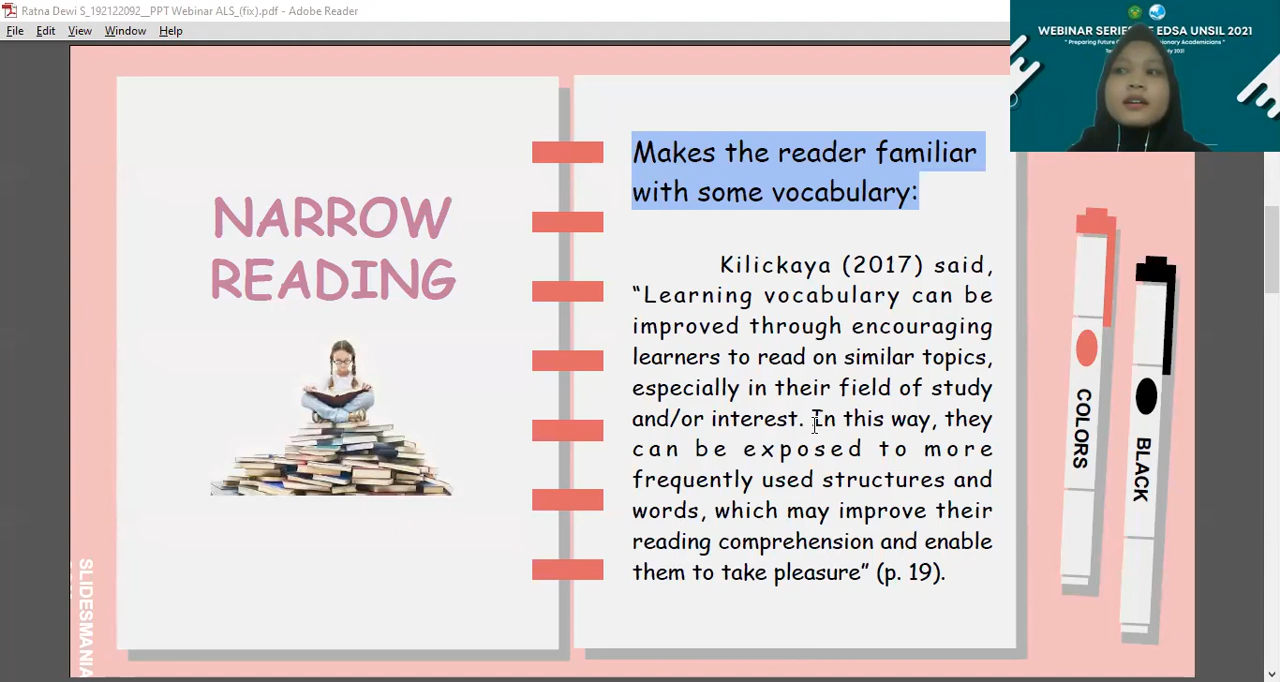 Ratna Dewi S_192122092__PPT Webinar ALS_(fix).pdf - Adobe Reader
File Edit View Window Help
WEBINAR SERIES
EDSA UNSIL 2021
NARROW
READING
Makes the reader familiar
with some vocabulary:
Kilickaya (2017) said,
“Learning vocabulary can be
improved through encouraging
learners to read on similar topics,
especially in their field of study
and/or interest. In this way, they
can be exposed to more
frequently used structures and
words, which may improve their
reading comprehension and enable
them to take pleasure” (p. 19).
COLORS
BLACK
SLIDESMANIA